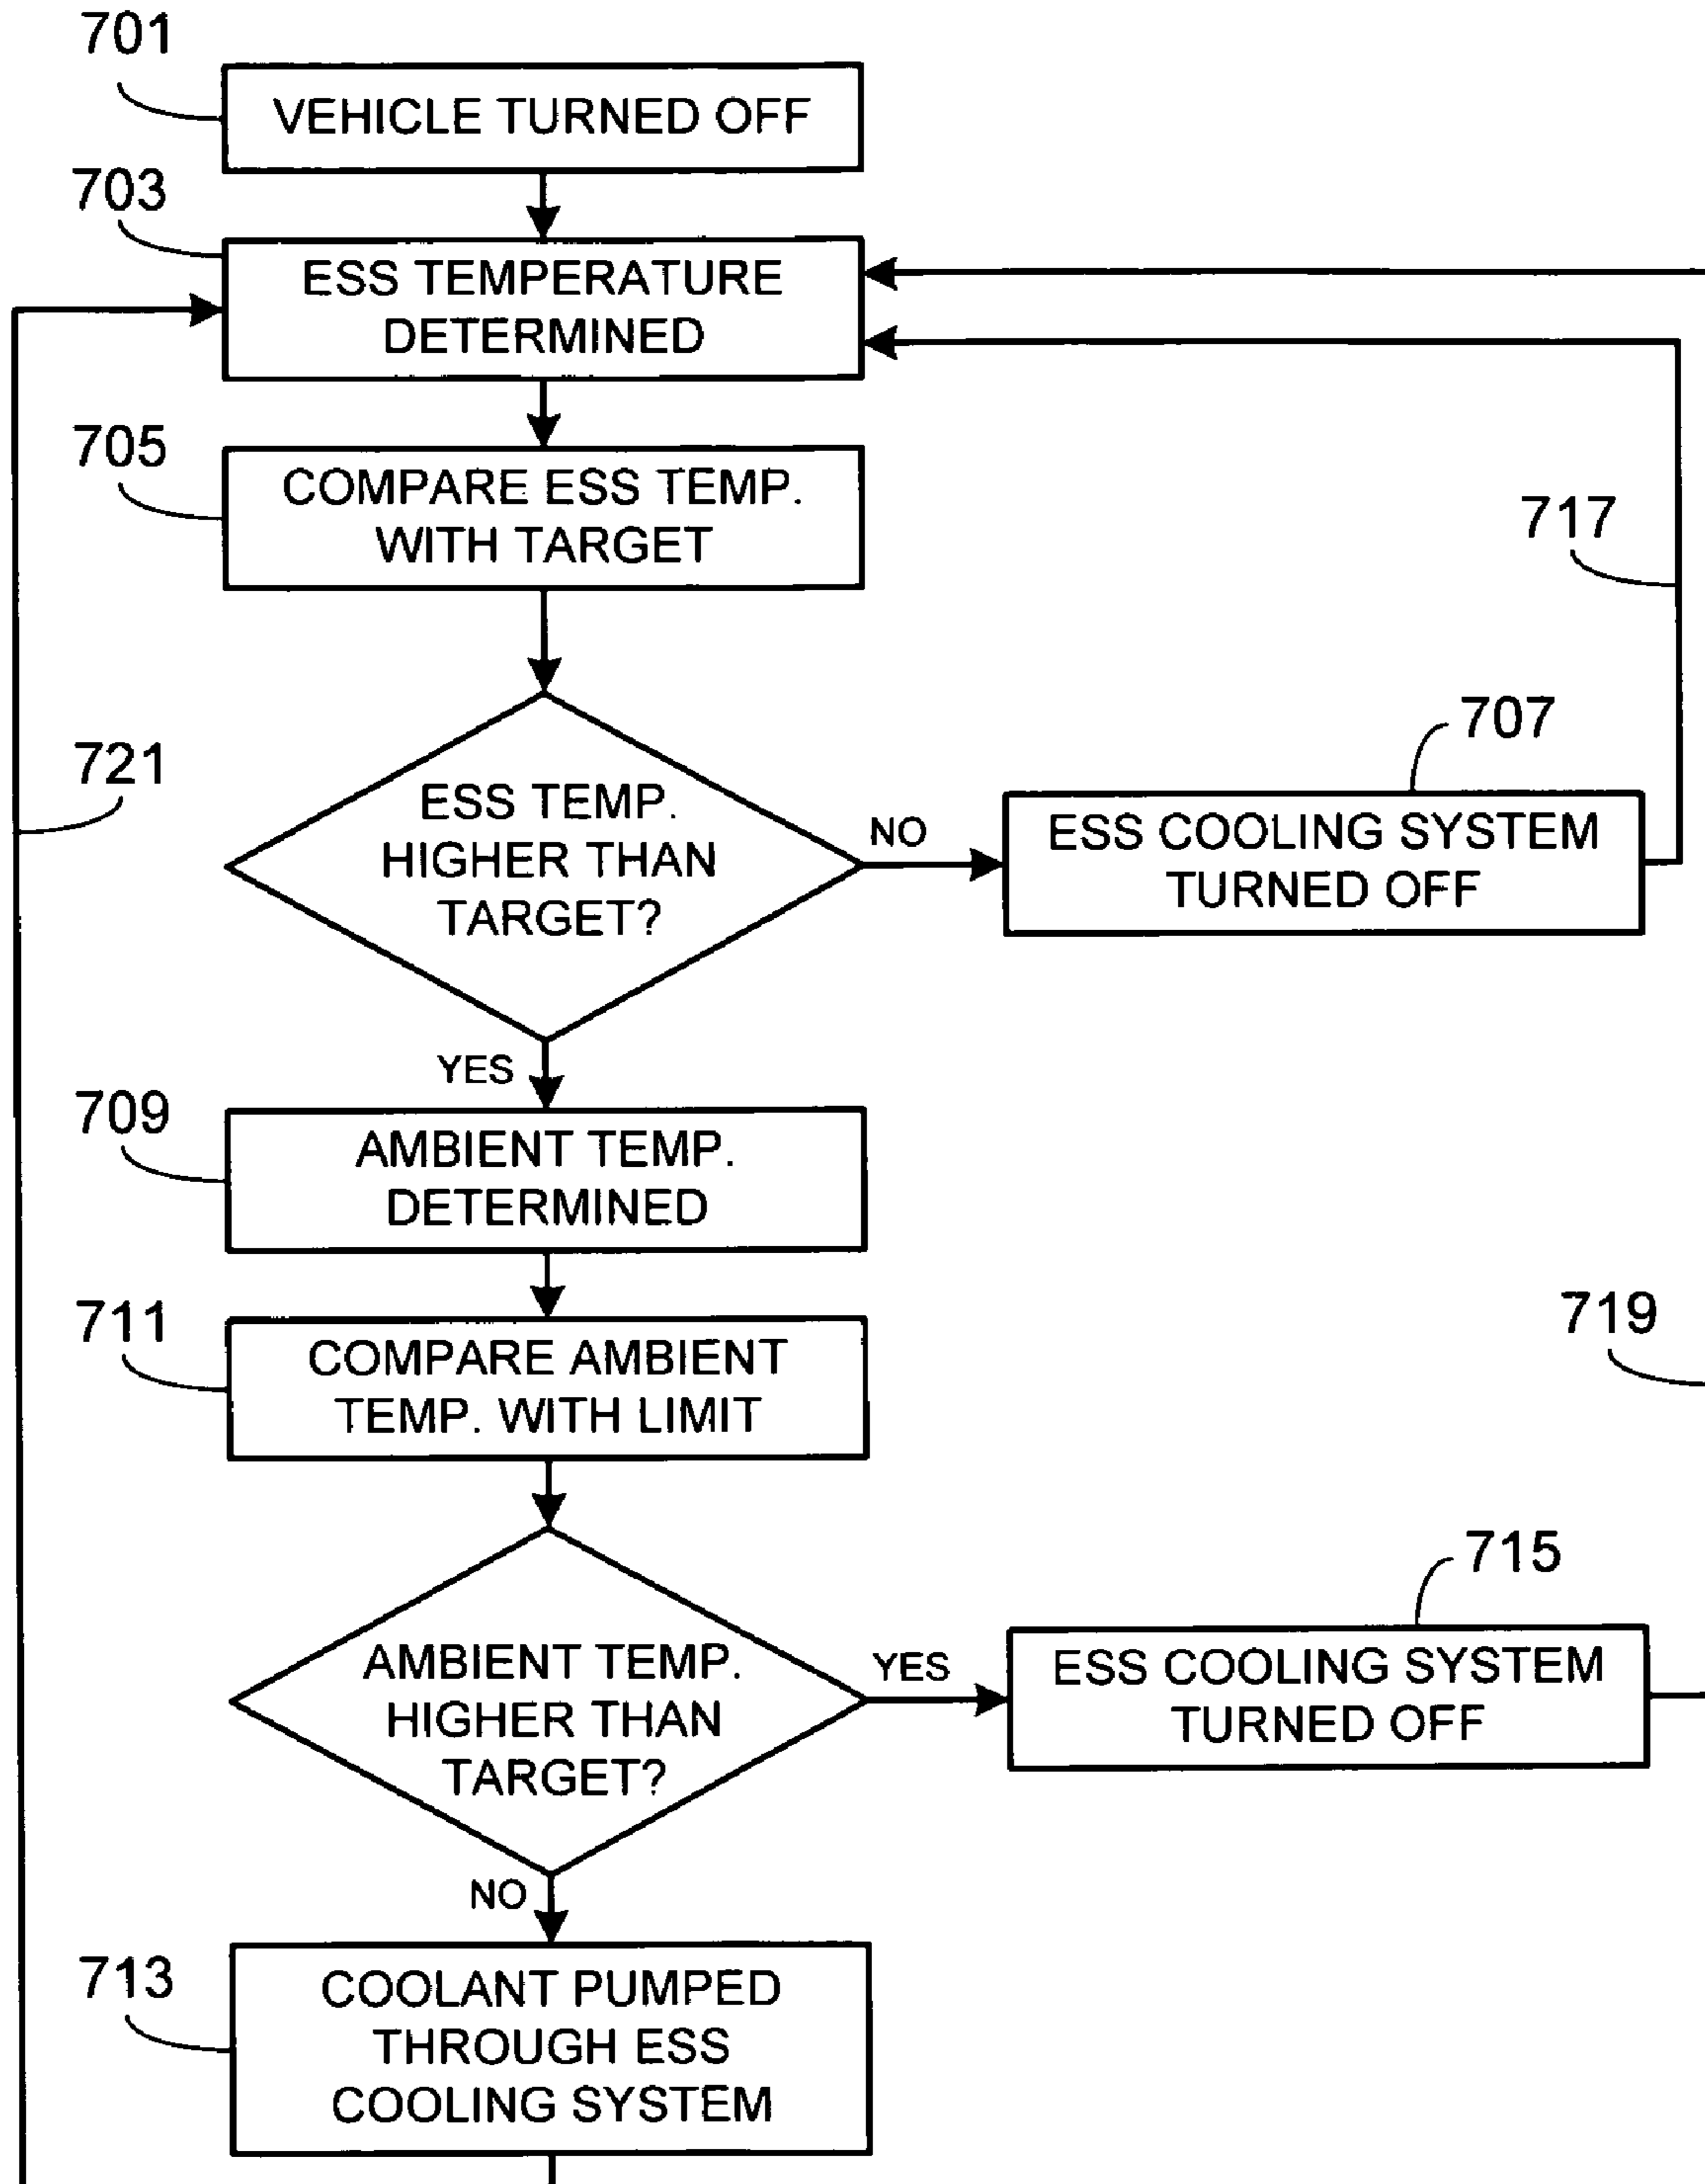 701
VEHICLE TURNED OFF
703
ESS TEMPERATURE
DETERMINED
705
COMPARE ESS TEMP.
WITH TARGET
717
721
ESS TEMP.
HIGHER THAN
TARGET?
NO
707
ESS COOLING SYSTEM
TURNED OFF
YES
709
AMBIENT TEMP.
DETERMINED
711
COMPARE AMBIENT
TEMP. WITH LIMIT
719
AMBIENT TEMP.
HIGHER THAN
TARGET?
YES
715
ESS COOLING SYSTEM
TURNED OFF
NO
713
COOLANT PUMPED
THROUGH ESS
COOLING SYSTEM